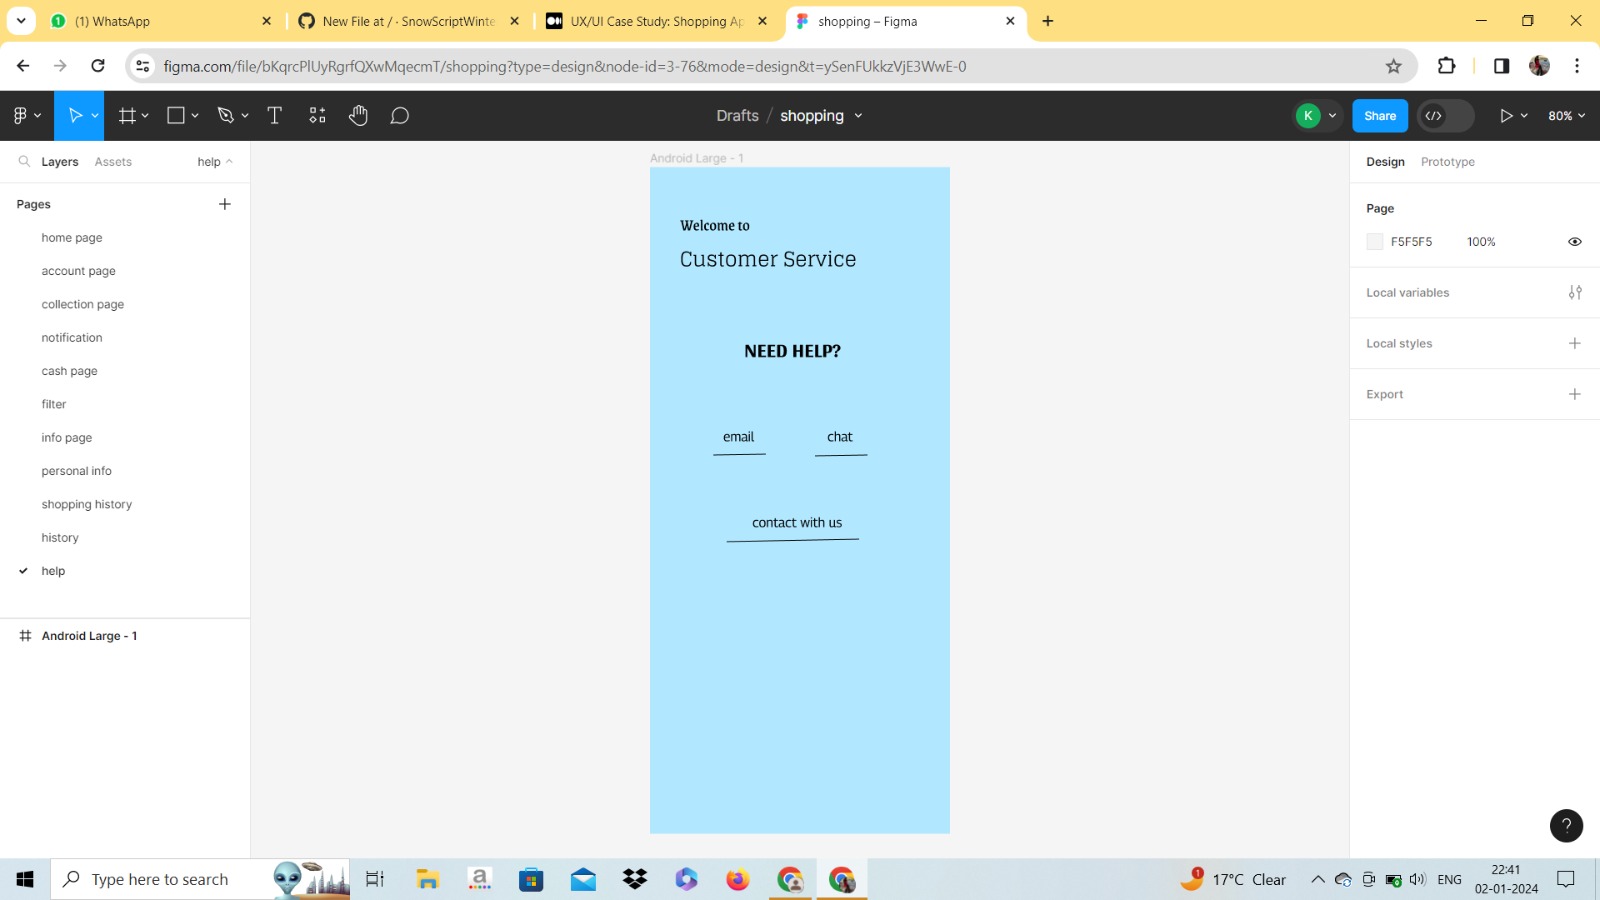 1 (1) WhatsApp
New File at / · SnowScriptWinte
UX/UI Case Study: Shopping Ap
shopping – Figma
figma.com/file/bKqrcPlUyRgrfQXwMqecmT/shopping?type=design&node-id=3-76&mode=design&t=ySenFUkkzVjE3WwE-0
Drafts / shopping
K
Share
80%
Layers
Assets
help
Pages
home page
account page
collection page
notification
cash page
filter
info page
personal info
shopping history
history
help
Android Large - 1
Android Large - 1
Welcome to
Customer Service
NEED HELP?
email
chat
contact with us
Design
Prototype
Page
F5F5F5
100%
Local variables
Local styles
Export
?
Type here to search
1
17°C Clear
ENG
22:41
02-01-2024